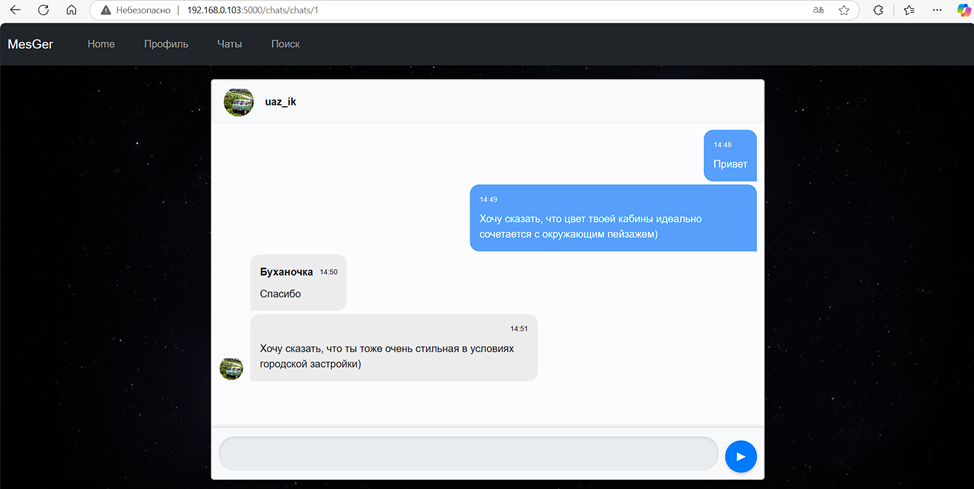 Небезопасно 192.168.0.103:5000/chats/chats/1
MesGer Home Профиль Чаты Поиск
uaz_ik
14:48
Привет
14:49
Хочу сказать, что цвет твоей кабины идеально
сочетается с окружающим пейзажем)
Буханочка 14:50
Спасибо
14:51
Хочу сказать, что ты тоже очень стильная в условиях
городской застройки)